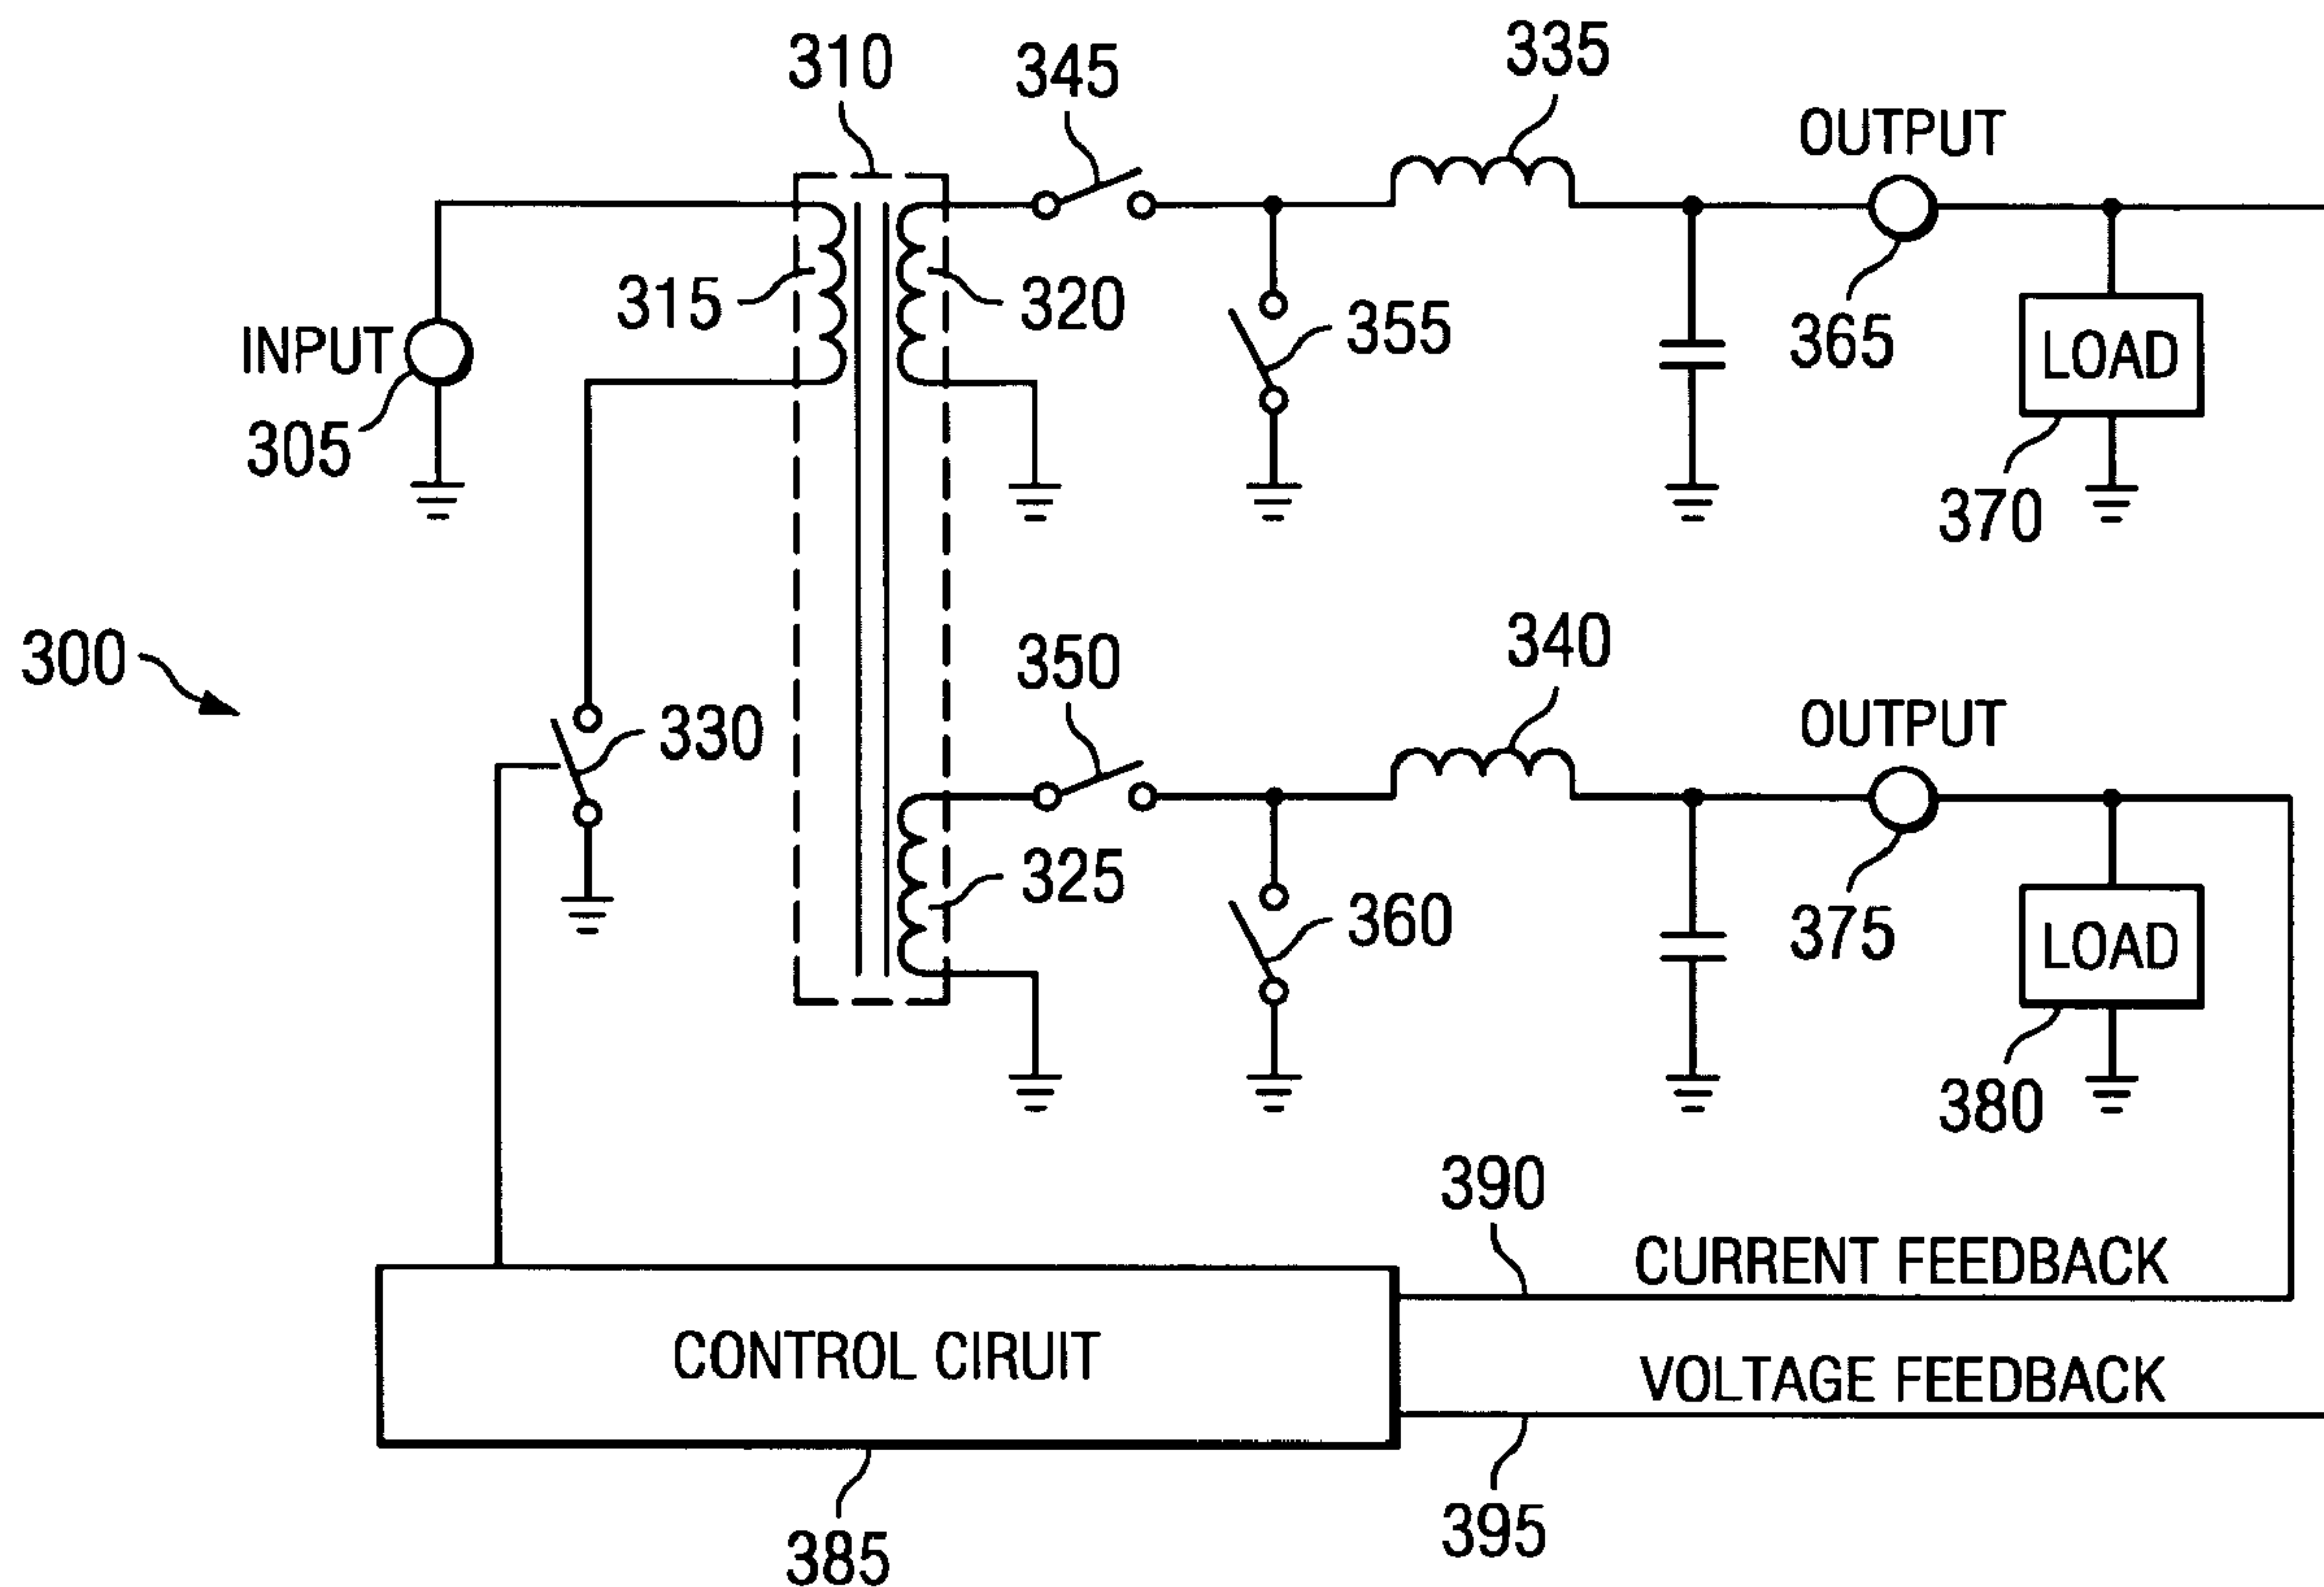 310
345
335
OUTPUT
315
320
355
INPUT
365
LOAD
305
370
300
350
340
330
OUTPUT
325
360
375
LOAD
380
390
CURRENT FEEDBACK
CONTROL CIRUIT
VOLTAGE FEEDBACK
385
395